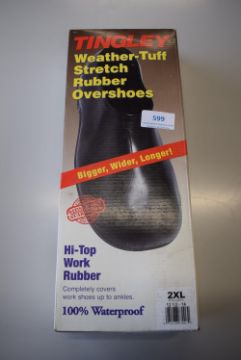 TINGLEY
Weather-Tuff
Stretch
Rubber
Overshoes
599
Bigger, Wider, Longer!
Hi-Top
Work
Rubber
Completely covers
work shoes up to ankles.
100% Waterproof
2XL